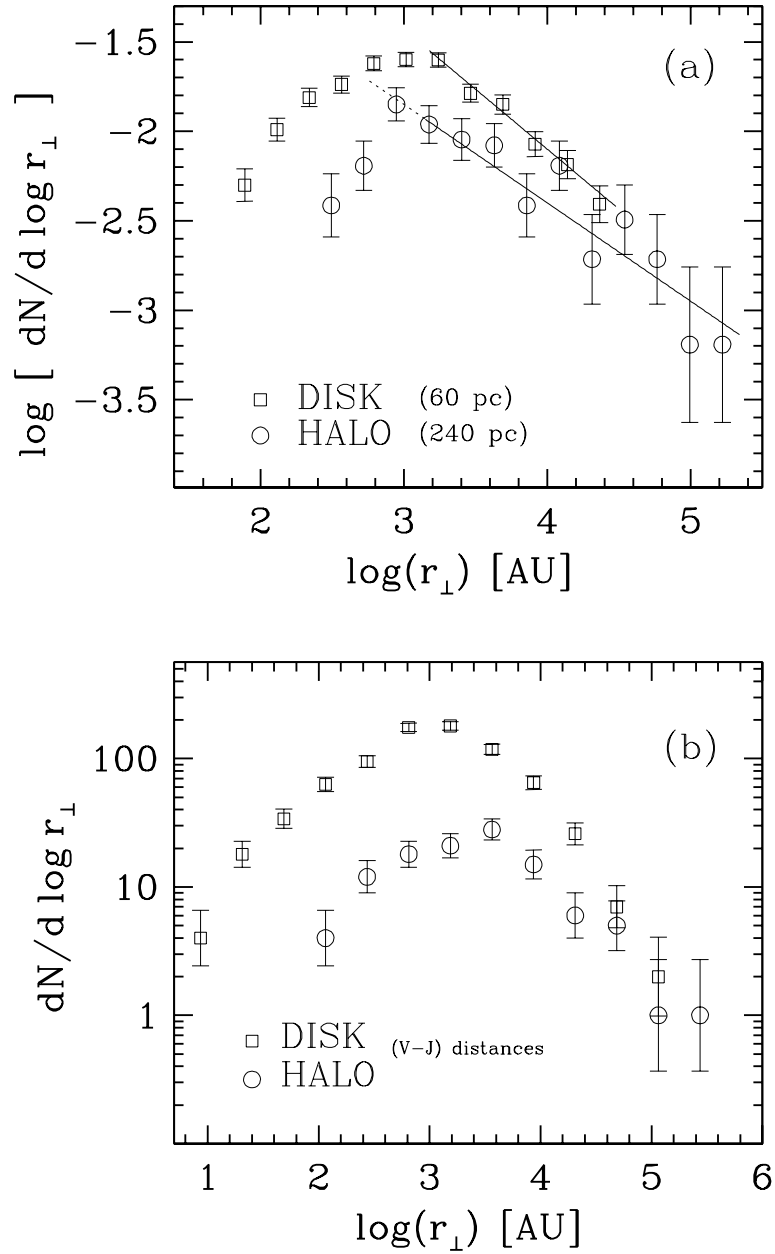 (a)
−1.5
−2
−2.5
−3
−3.5
log [ dN/d log r⊥ ]
□ DISK (60 pc)
○ HALO (240 pc)
2 3 4 5
log(r⊥) [AU]
(b)
100
10
1
dN/d log r⊥
□ DISK (V−J) distances
○ HALO
1 2 3 4 5 6
log(r⊥) [AU]